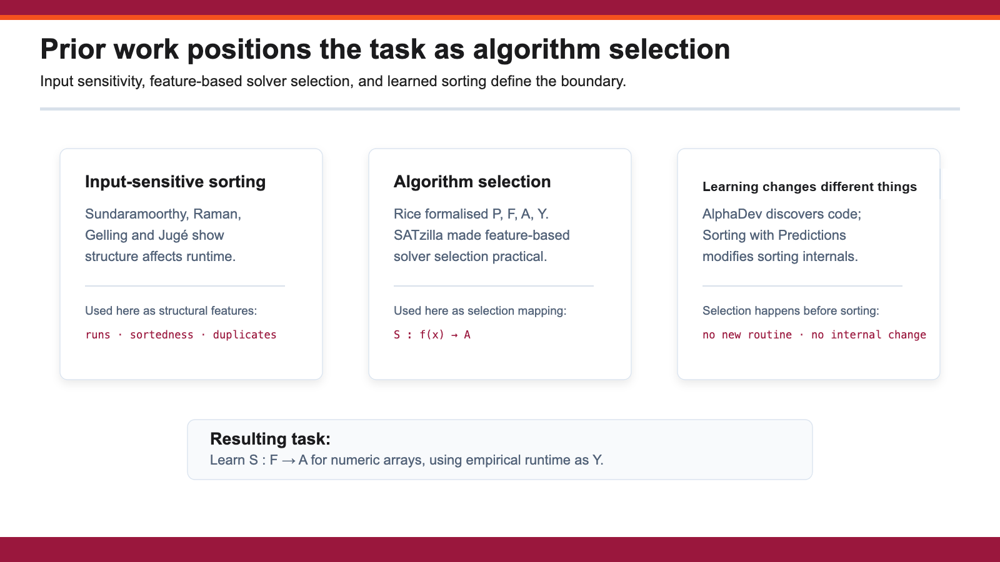 Prior work positions the task as algorithm selection
Input sensitivity, feature-based solver selection, and learned sorting define the boundary.
Input-sensitive sorting
Sundaramoorthy, Raman,
Gelling and Jugé show
structure affects runtime.
Used here as structural features:
runs · sortedness · duplicates
Algorithm selection
Rice formalised P, F, A, Y.
SATzilla made feature-based
solver selection practical.
Used here as selection mapping:
S : f(x) → A
Learning changes different things
AlphaDev discovers code;
Sorting with Predictions
modifies sorting internals.
Selection happens before sorting:
no new routine · no internal change
Resulting task:
Learn S : F → A for numeric arrays, using empirical runtime as Y.